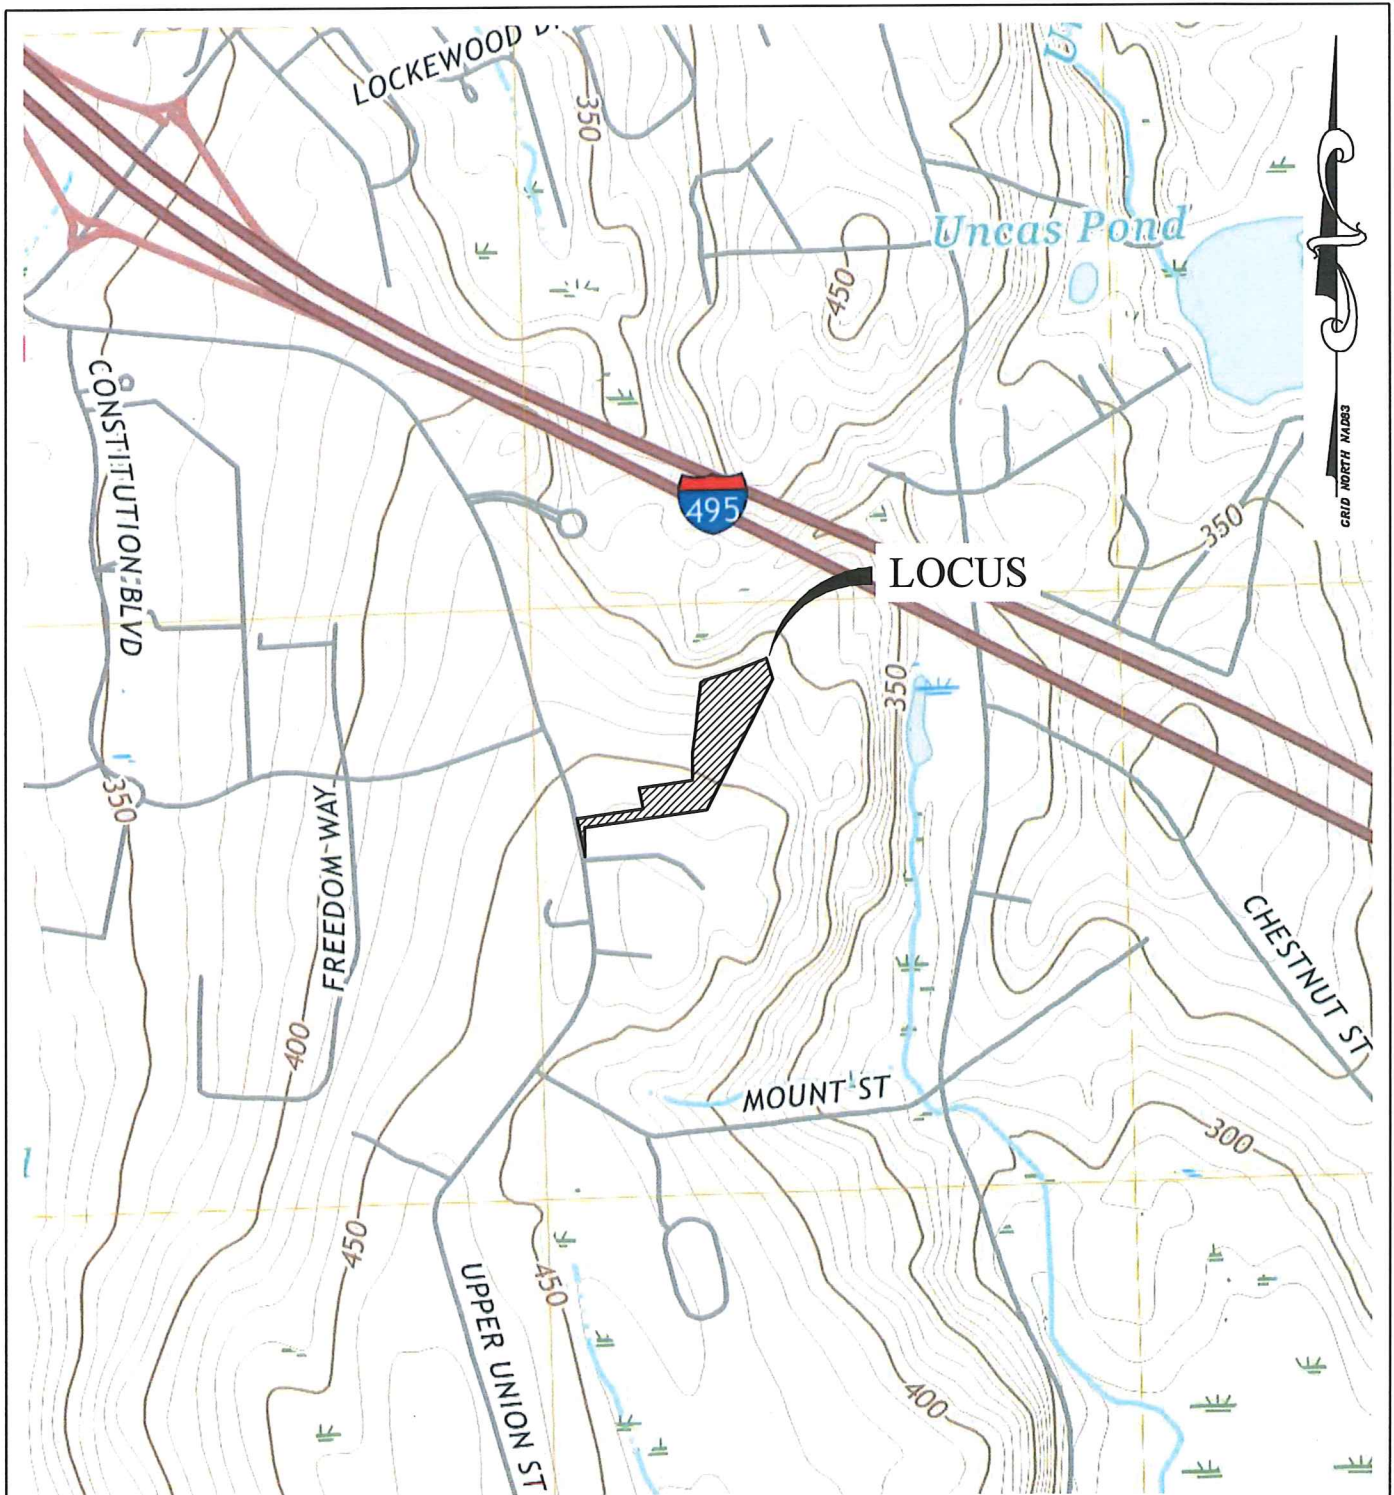 LOCKEWOOD D
350
Uncas Pond
450
GRID NORTH NAD83
CONSTITUTION BLVD
495
350
LOCUS
350
350
FREEDOM WAY
CHESTNUT ST
400
MOUNT ST
300
450
450
UPPER UNION ST
400